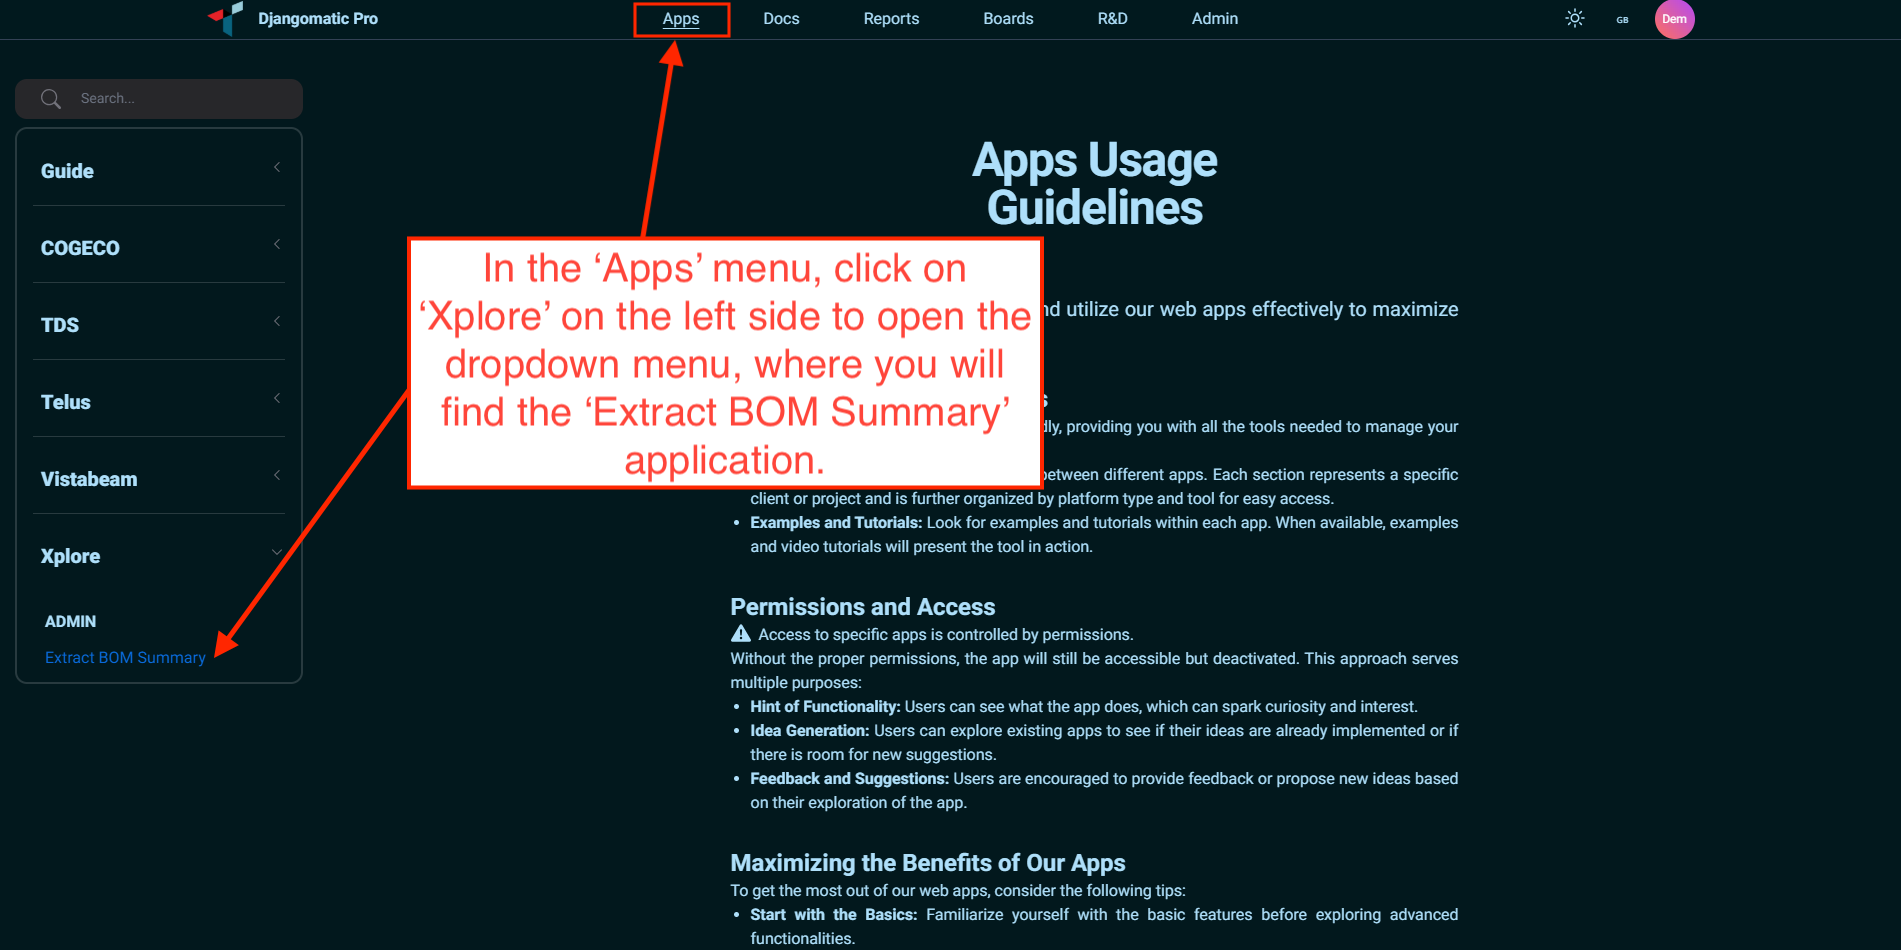 Djangomatic Pro
Apps
Docs
Reports
Boards
R&D
Admin
GB
Dem
Search...
Guide
COGECO
TDS
Telus
Vistabeam
Xplore
ADMIN
Extract BOM Summary
In the ‘Apps’ menu, click on
‘Xplore’ on the left side to open the
dropdown menu, where you will
find the ‘Extract BOM Summary’
application.
Apps Usage
Guidelines
utilize our web apps effectively to maximize
providing you with all the tools needed to manage your
between different apps. Each section represents a specific
client or project and is further organized by platform type and tool for easy access.
• Examples and Tutorials: Look for examples and tutorials within each app. When available, examples
and video tutorials will present the tool in action.
Permissions and Access
Access to specific apps is controlled by permissions.
Without the proper permissions, the app will still be accessible but deactivated. This approach serves
multiple purposes:
• Hint of Functionality: Users can see what the app does, which can spark curiosity and interest.
• Idea Generation: Users can explore existing apps to see if their ideas are already implemented or if
there is room for new suggestions.
• Feedback and Suggestions: Users are encouraged to provide feedback or propose new ideas based
on their exploration of the app.
Maximizing the Benefits of Our Apps
To get the most out of our web apps, consider the following tips:
• Start with the Basics: Familiarize yourself with the basic features before exploring advanced
functionalities.